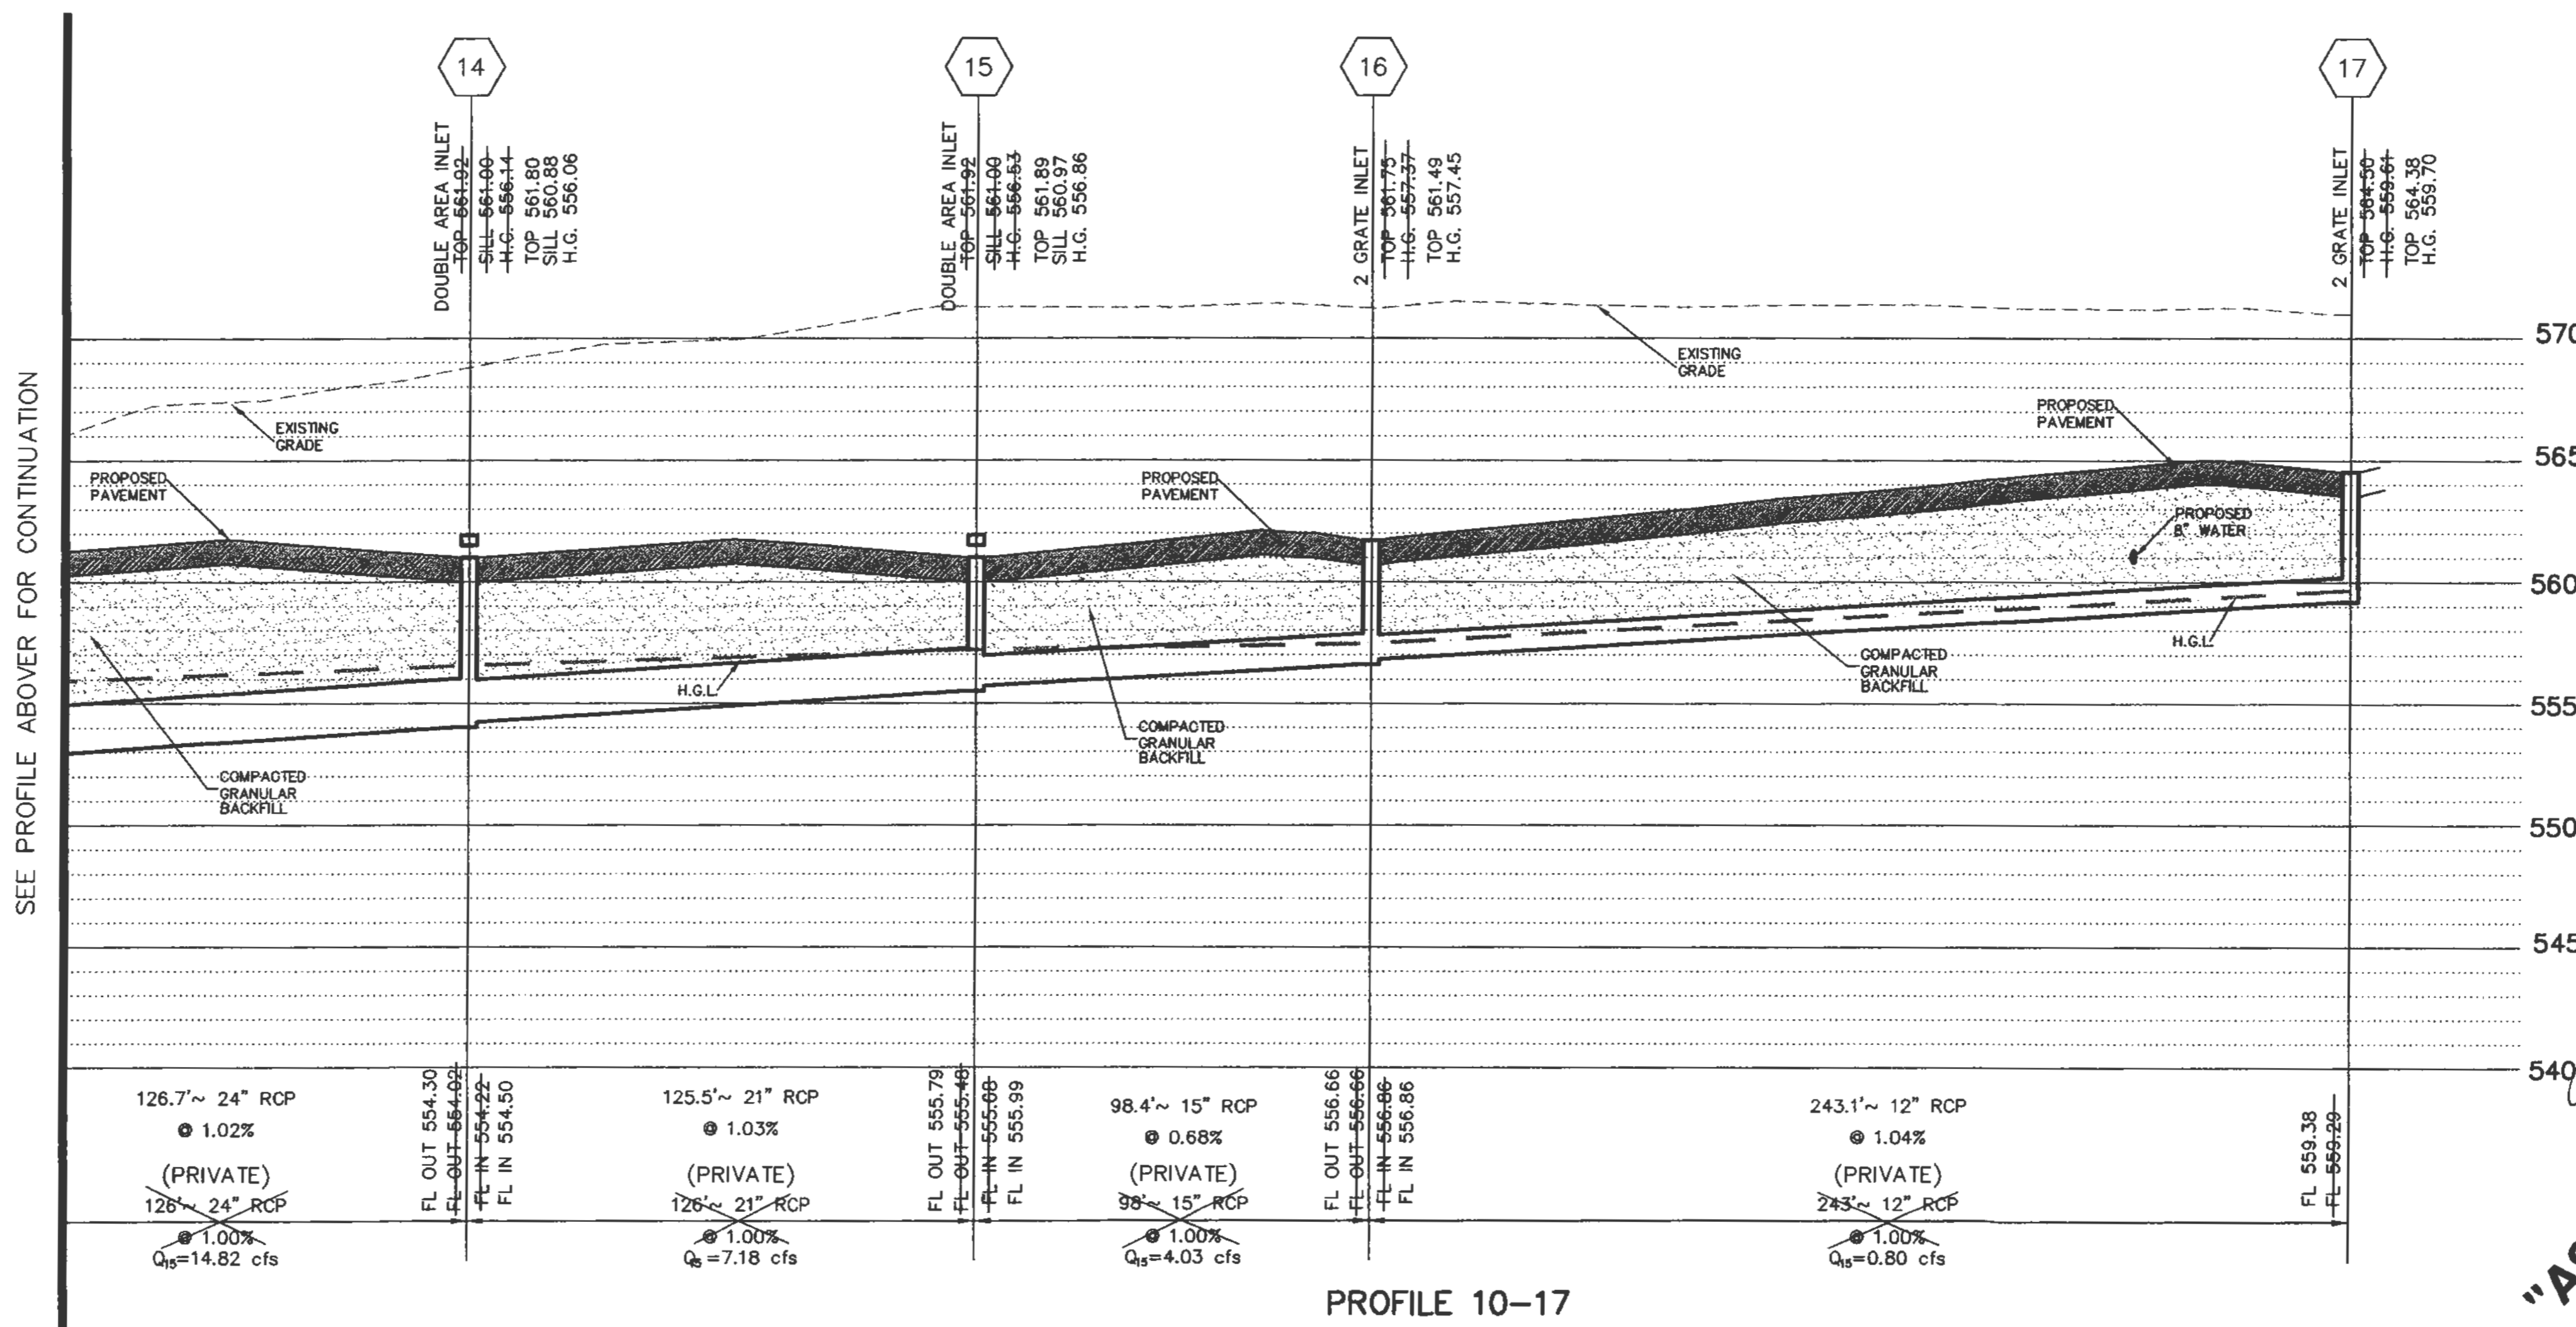 14
15
16
17
DOUBLE AREA INLET
TOP 561.92
SILL 561.00
H.G. 556.14
TOP 561.80
SILL 560.88
H.G. 556.06
DOUBLE AREA INLET
TOP 561.92
SILL 561.00
H.G. 556.53
TOP 561.89
SILL 560.97
H.G. 556.86
2 GRATE INLET
TOP 561.75
H.G. 557.37
TOP 561.49
H.G. 557.45
2 GRATE INLET
TOP 564.50
H.G. 559.61
TOP 564.38
H.G. 559.70
SEE PROFILE ABOVER FOR CONTINUATION
570
565
560
555
550
545
540
EXISTING
GRADE
EXISTING
GRADE
PROPOSED
PAVEMENT
PROPOSED
PAVEMENT
PROPOSED
PAVEMENT
PROPOSED
8" WATER
H.G.L.
H.G.L.
COMPACTED
GRANULAR
BACKFILL
COMPACTED
GRANULAR
BACKFILL
COMPACTED
GRANULAR
BACKFILL
126.7'~ 24" RCP
@ 1.02%
(PRIVATE)
126'~ 24" RCP
@ 1.00%
Q15=14.82 cfs
FL OUT 554.30
FL OUT 554.02
FL IN 554.22
FL IN 554.50
125.5'~ 21" RCP
@ 1.03%
(PRIVATE)
126'~ 21" RCP
@ 1.00%
Q15=7.18 cfs
FL OUT 555.79
FL OUT 555.48
FL IN 555.68
FL IN 555.99
98.4'~ 15" RCP
@ 0.68%
(PRIVATE)
98'~ 15" RCP
@ 1.00%
Q15=4.03 cfs
FL OUT 556.66
FL OUT 556.66
FL IN 556.86
FL IN 556.86
243.1'~ 12" RCP
@ 1.04%
(PRIVATE)
243'~ 12" RCP
@ 1.00%
Q15=0.80 cfs
FL 559.38
FL 559.29
PROFILE 10-17